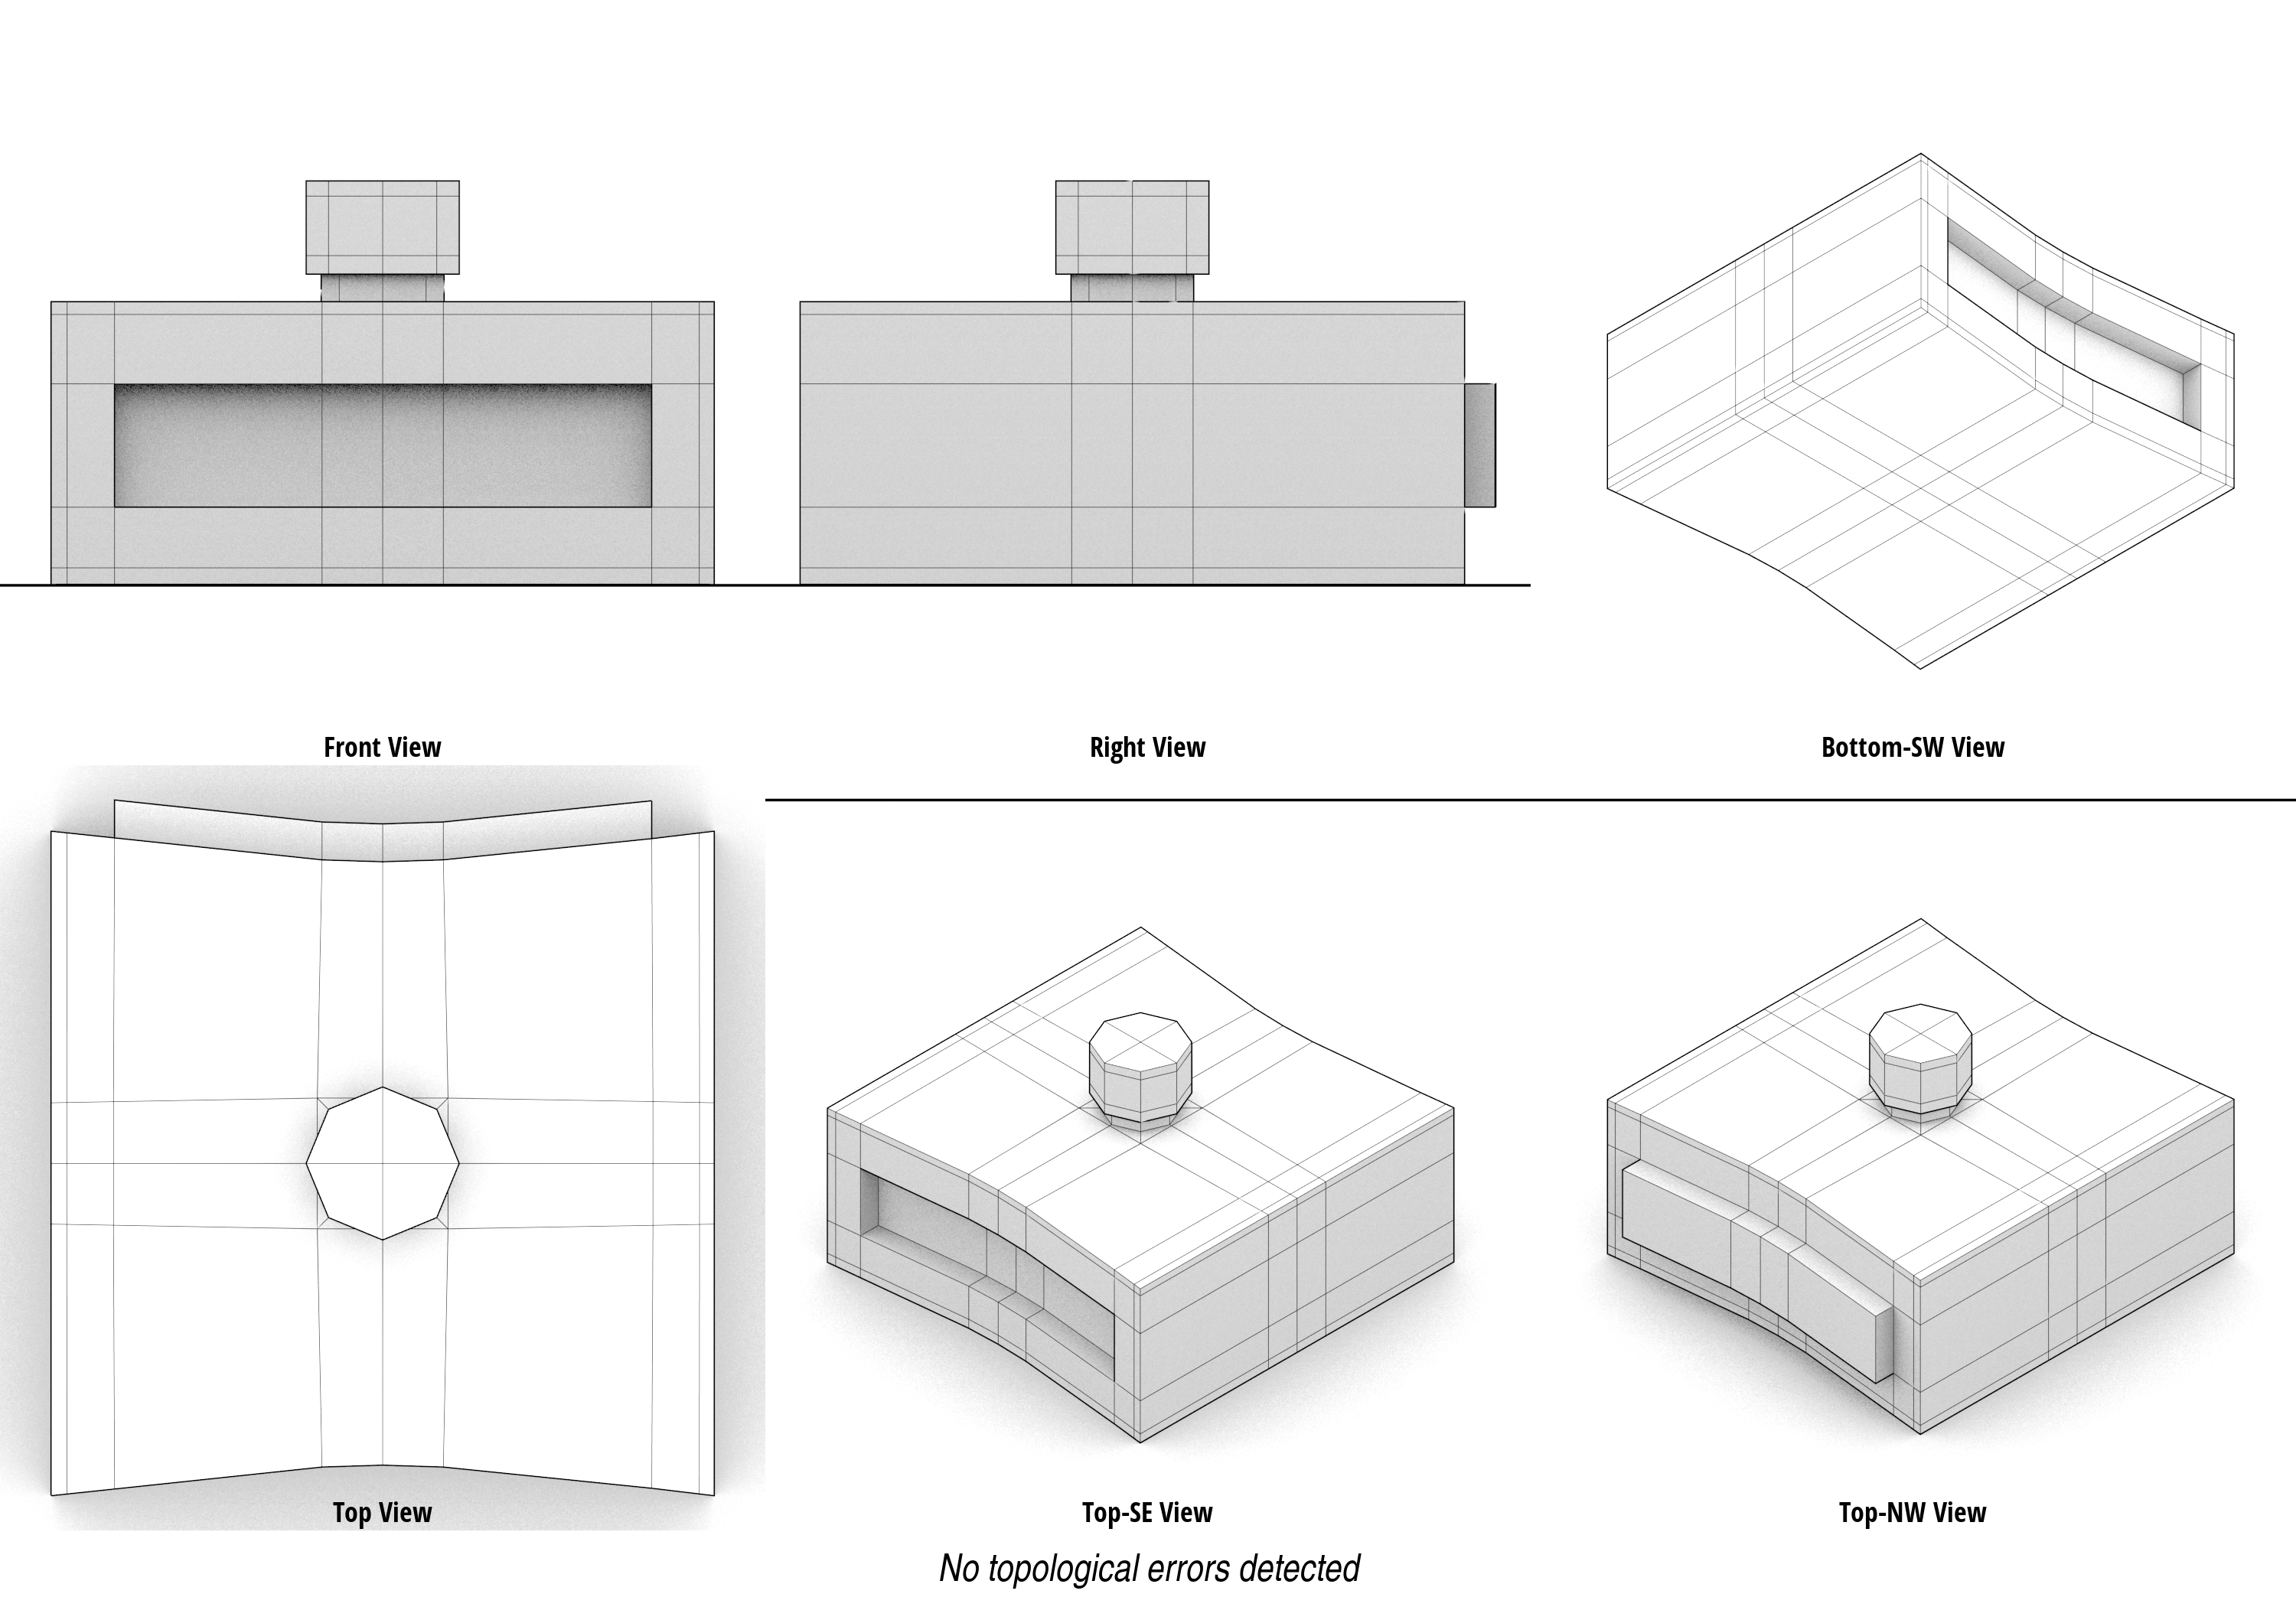 Front View
Right View
Bottom-SW View
Top View
Top-SE View
Top-NW View
No topological errors detected